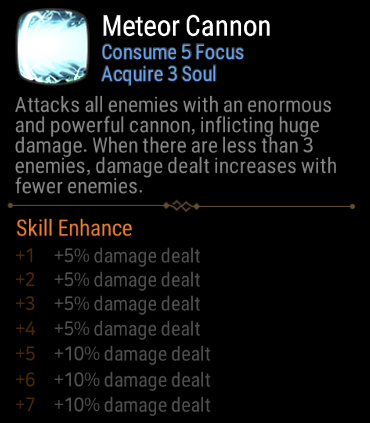 Meteor Cannon
Consume 5 Focus
Acquire 3 Soul
Attacks all enemies with an enormous
and powerful cannon, inflicting huge
damage. When there are less than 3
enemies, damage dealt increases with
fewer enemies.
Skill Enhance
+1 +5% damage dealt
+2 +5% damage dealt
+3 +5% damage dealt
+4 +5% damage dealt
+5 +10% damage dealt
+6 +10% damage dealt
+7 +10% damage dealt